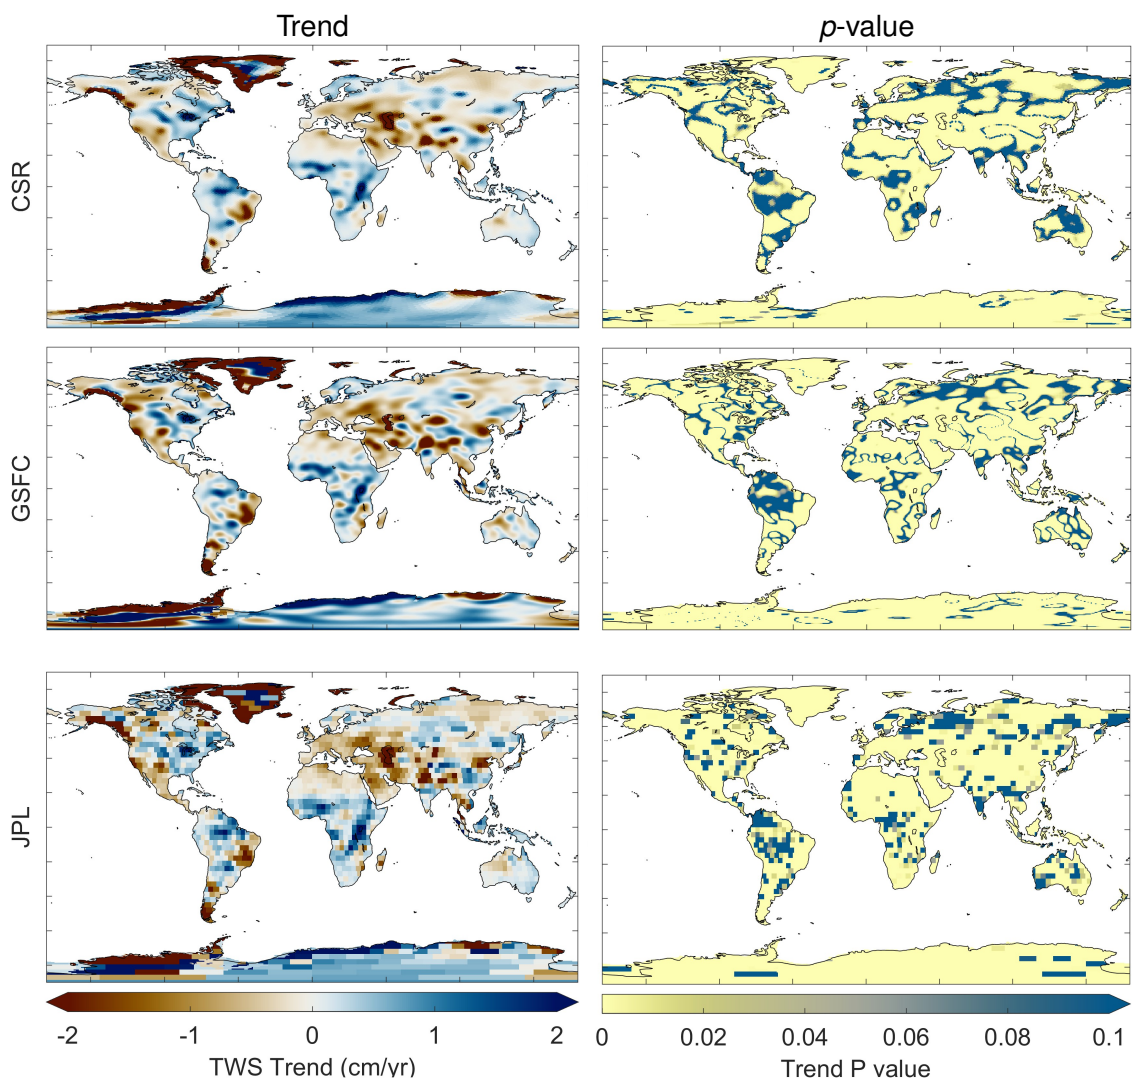 Trend
p-value
CSR
GSFC
JPL
-2 -1 0 1 2
TWS Trend (cm/yr)
0 0.02 0.04 0.06 0.08 0.1
Trend P value